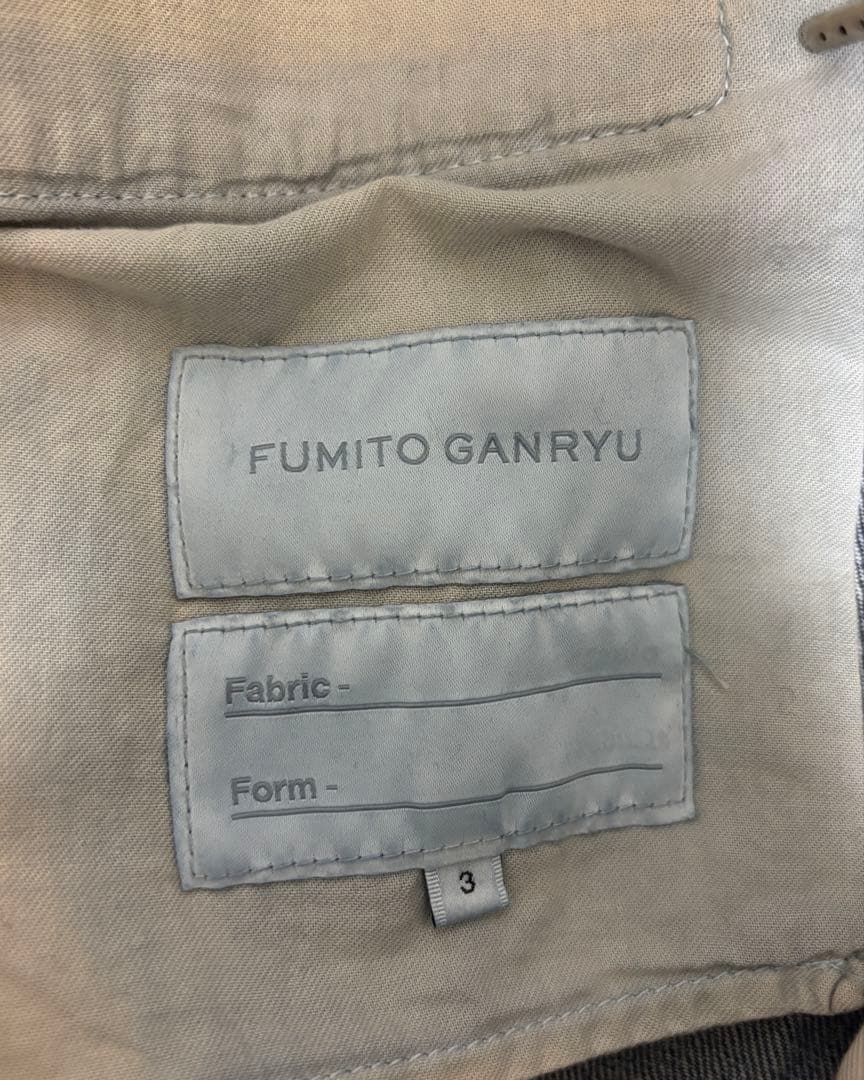 FUMITO GANRYU
Fabric -
Form -
3